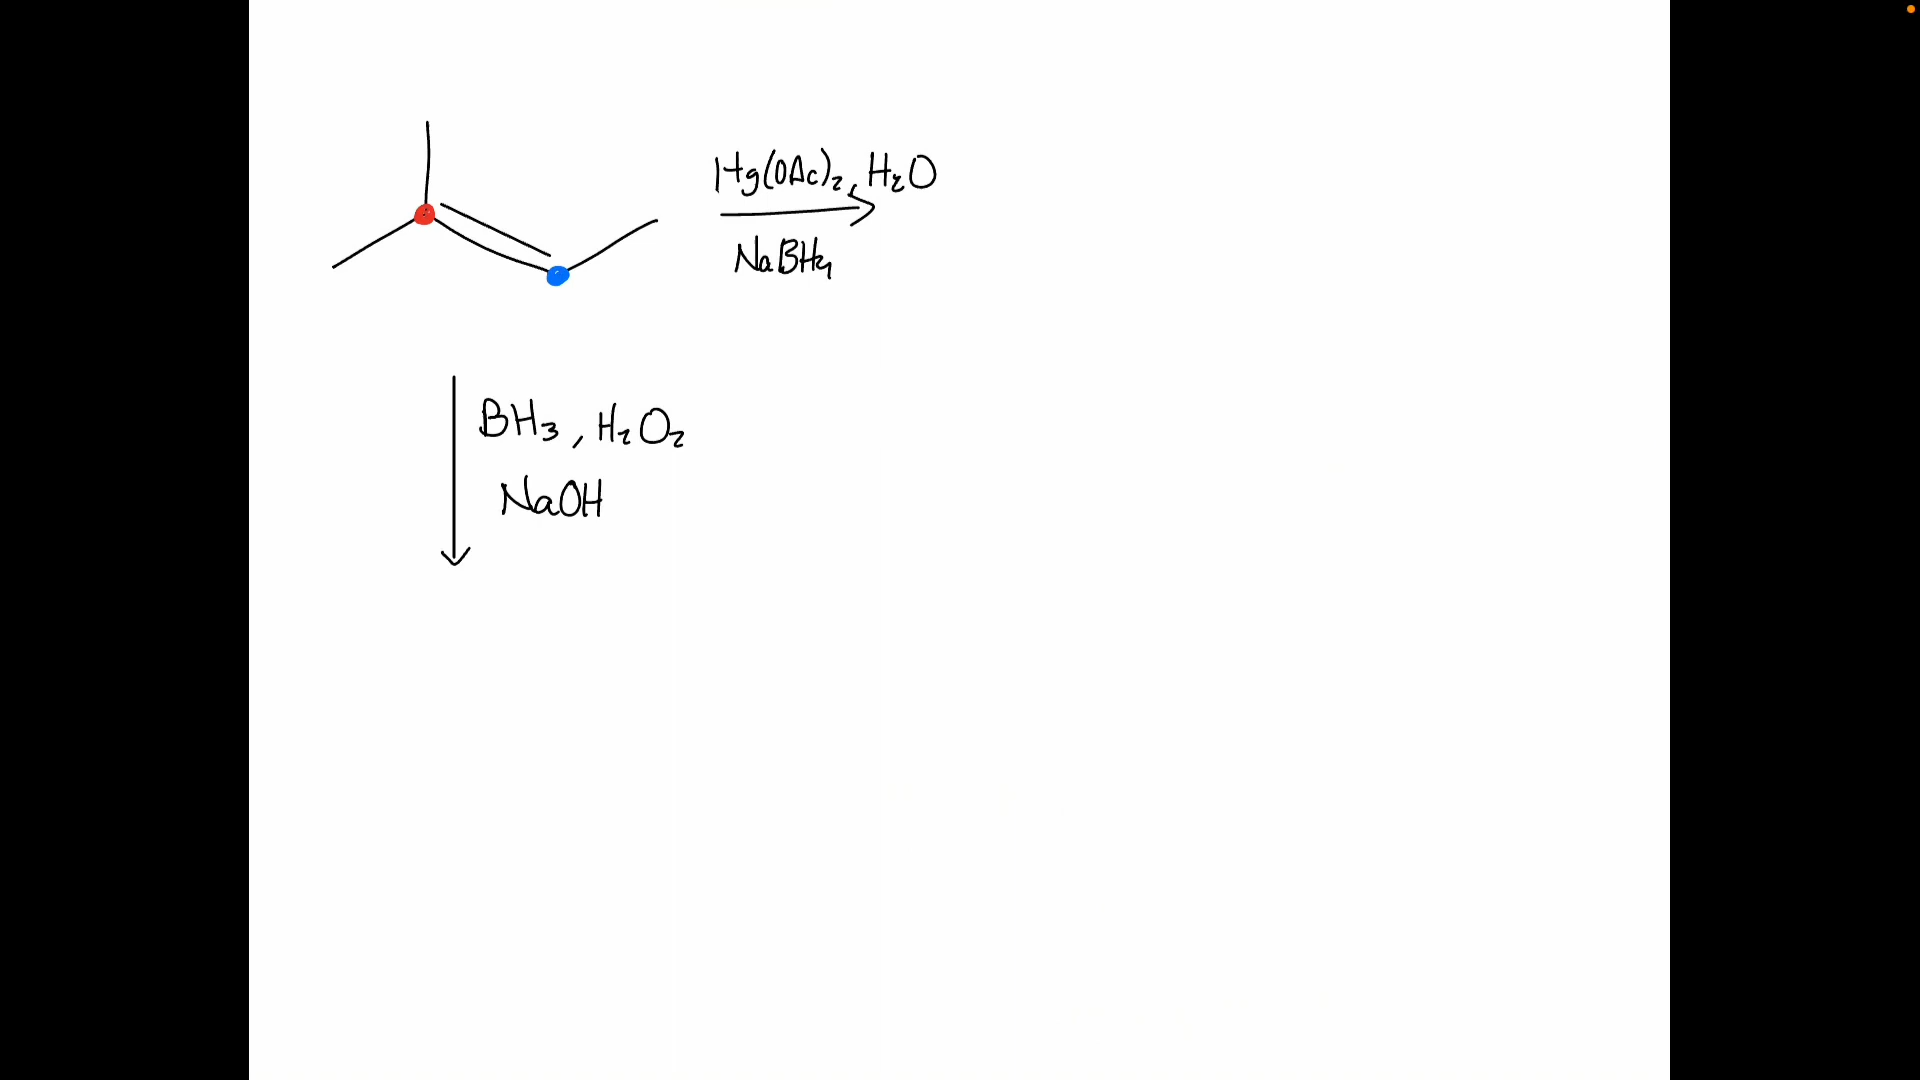 Hg(OAc)₂, H₂O
NaBH₄
BH₃, H₂O₂
NaOH